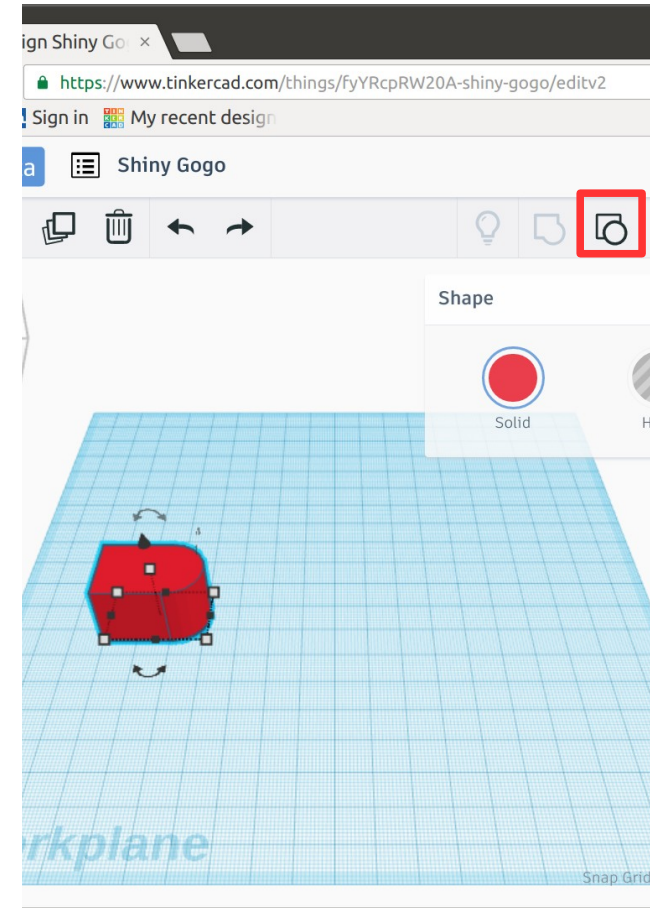 ign Shiny Go ×
https://www.tinkercad.com/things/fyYRcpRW20A-shiny-gogo/editv2
Sign in My recent design
a Shiny Gogo
Shape
Solid H
4
rkplane
Snap Grid